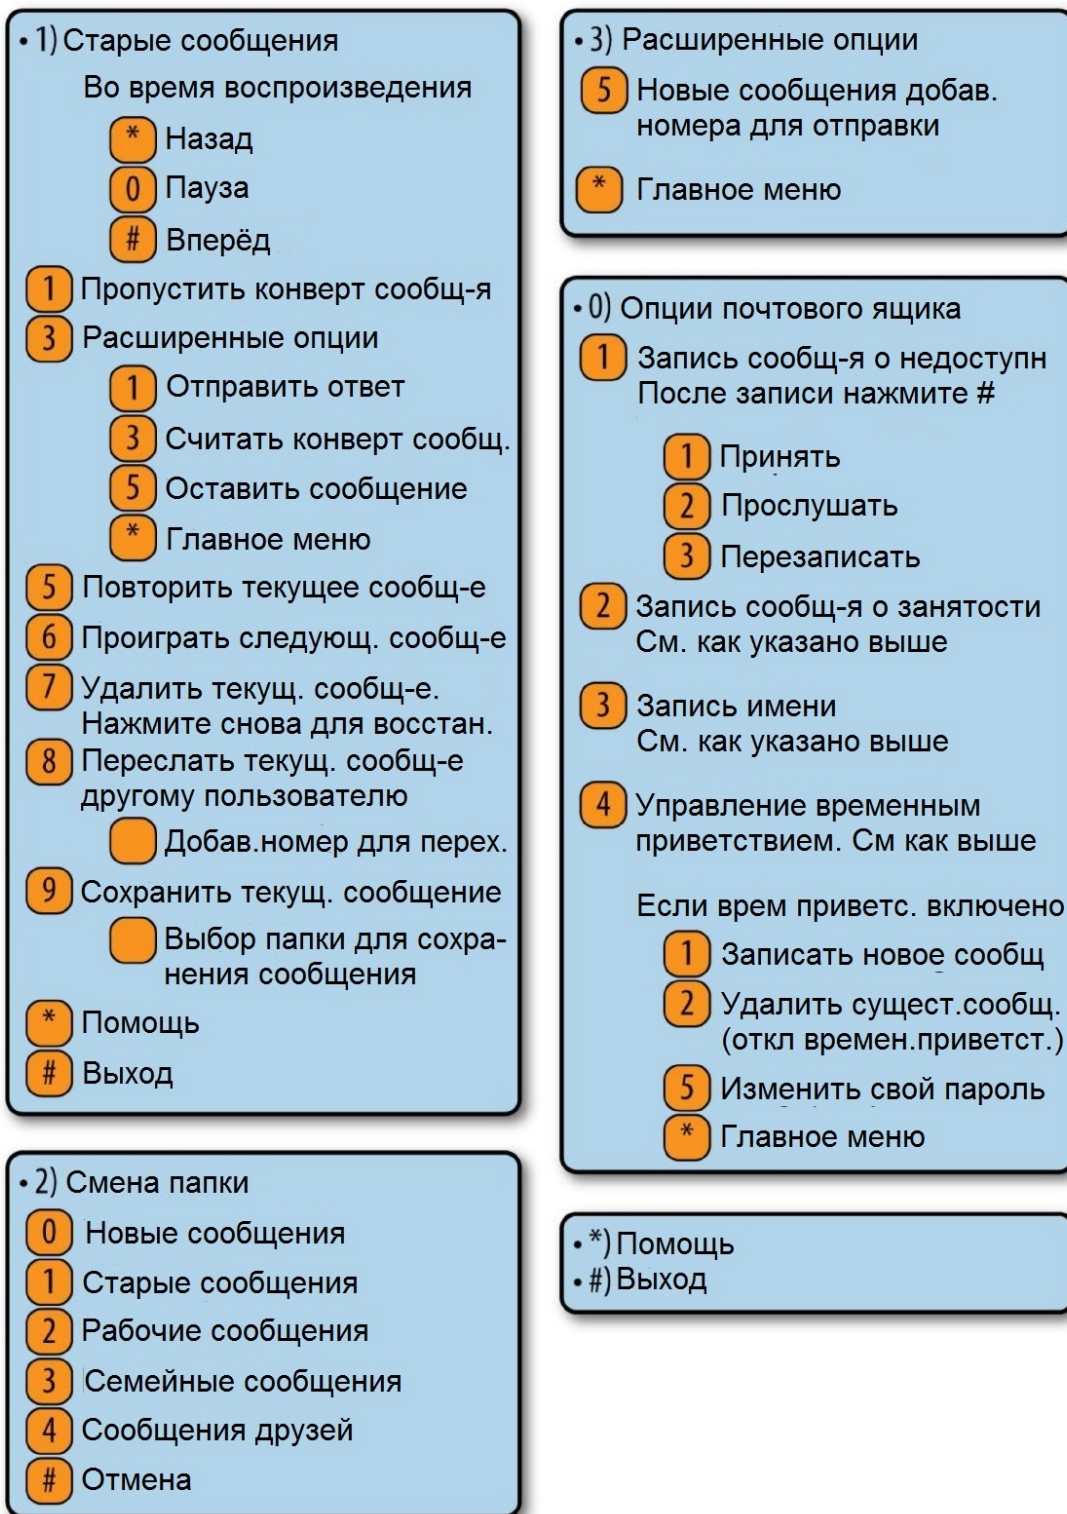 • 1) Старые сообщения
Во время воспроизведения
* Назад
0 Пауза
# Вперёд
1 Пропустить конверт сообщ-я
3 Расширенные опции
1 Отправить ответ
3 Считать конверт сообщ.
5 Оставить сообщение
* Главное меню
5 Повторить текущее сообщ-е
6 Проиграть следующ. сообщ-е
7 Удалить текущ. сообщ-е.
Нажмите снова для восстан.
8 Переслать текущ. сообщ-е
другому пользователю
Добав.номер для перех.
9 Сохранить текущ. сообщение
Выбор папки для сохра-
нения сообщения
* Помощь
# Выход
• 2) Смена папки
0 Новые сообщения
1 Старые сообщения
2 Рабочие сообщения
3 Семейные сообщения
4 Сообщения друзей
# Отмена
• 3) Расширенные опции
5 Новые сообщения добав.
номера для отправки
* Главное меню
• 0) Опции почтового ящика
1 Запись сообщ-я о недоступн
После записи нажмите #
1 Принять
2 Прослушать
3 Перезаписать
2 Запись сообщ-я о занятости
См. как указано выше
3 Запись имени
См. как указано выше
4 Управление временным
приветствием. См как выше
Если врем приветс. включено
1 Записать новое сообщ
2 Удалить сущест.сообщ.
(откл времен.приветст.)
5 Изменить свой пароль
* Главное меню
• *) Помощь
• #) Выход